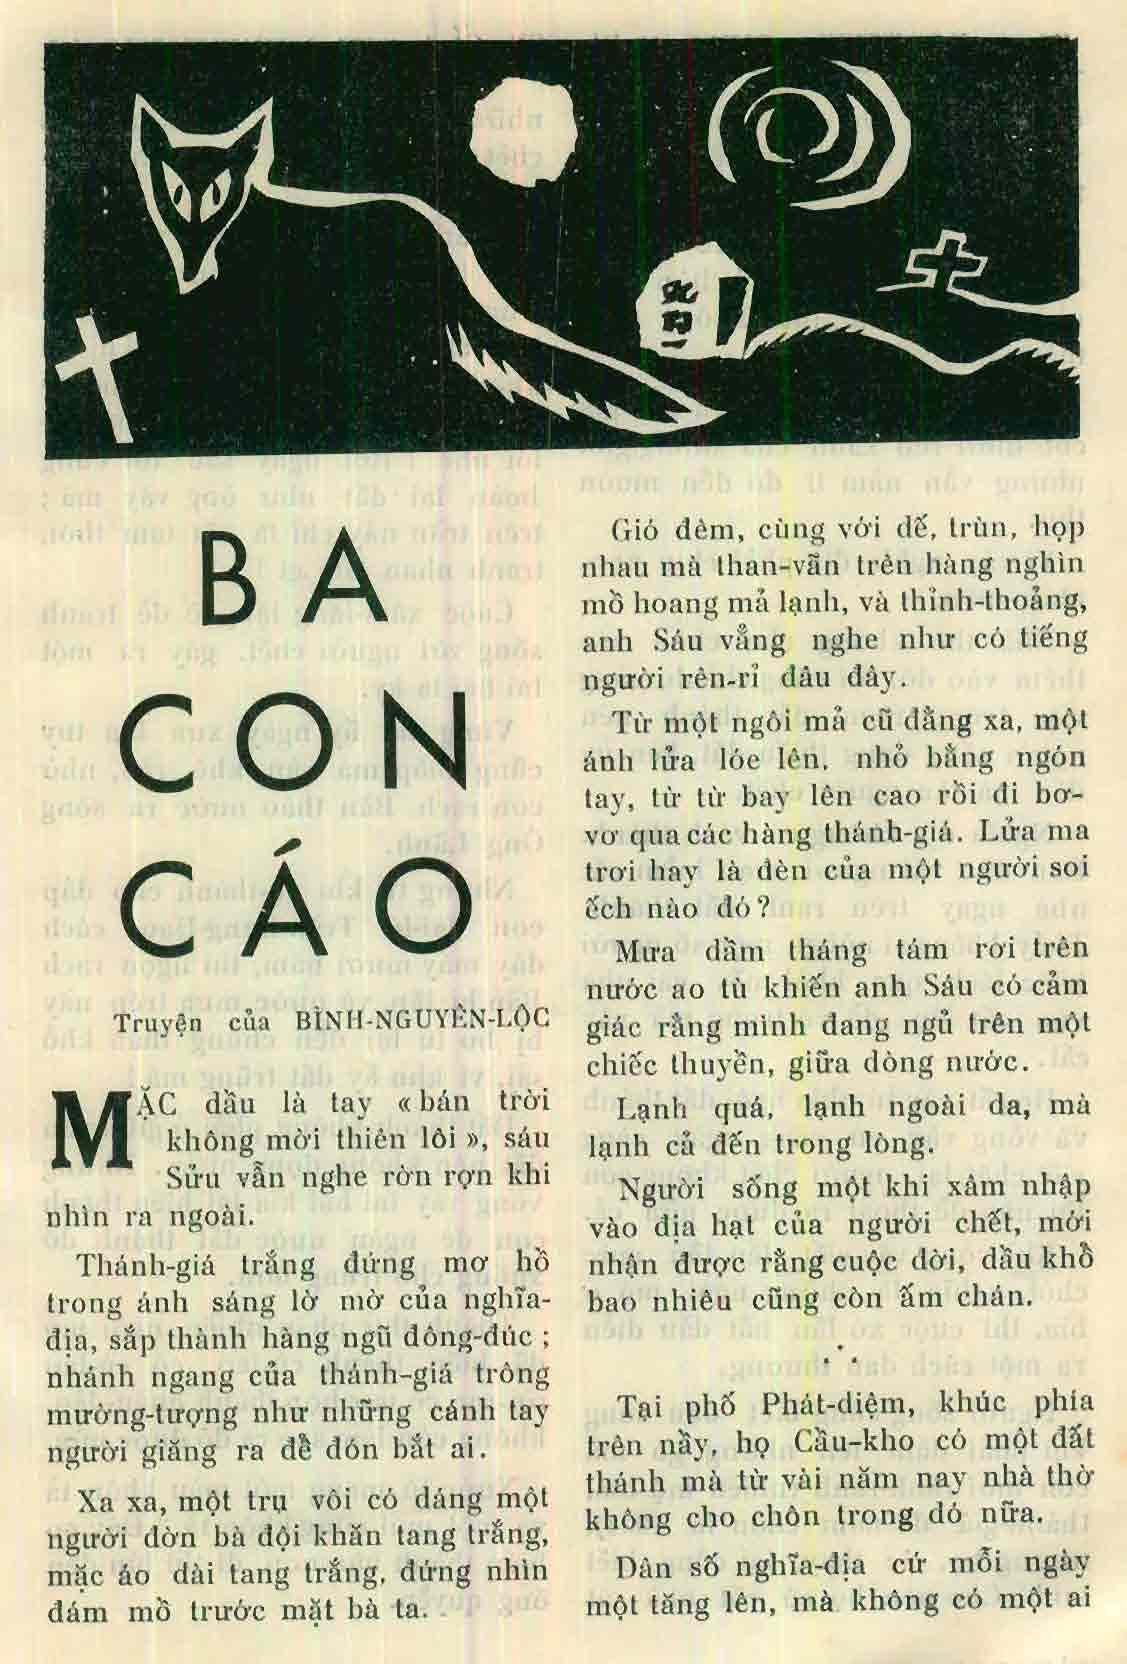 BA
CON
CÁO
Truyện của BÌNH-NGUYÊN-LỘC
MẶC dầu là tay « bán trời
không mời thiên lôi », sáu
Sửu vẫn nghe rờn rợn khi
nhìn ra ngoài.
Thánh-giá trắng đứng mơ hồ
trong ánh sáng lờ mờ của nghĩa-
địa, sắp thành hàng ngũ đông-đúc ;
nhánh ngang của thánh-giá trông
mường-tượng như những cánh tay
người giăng ra để đón bắt ai.
Xa xa, một trụ vôi có dáng một
người đờn bà đội khăn tang trắng,
mặc áo dài tang trắng, đứng nhìn
đám mồ trước mặt bà ta.
Gió đêm, cùng với dế, trùn, họp
nhau mà than-vãn trên hàng nghìn
mồ hoang mả lạnh, và thỉnh-thoảng,
anh Sáu vẳng nghe như có tiếng
người rên-rỉ đâu đây.
Từ một ngôi mả cũ đằng xa, một
ánh lửa lóe lên, nhỏ bằng ngón
tay, từ từ bay lên cao rồi đi bơ-
vơ qua các hàng thánh-giá. Lửa ma
trơi hay là đèn của một người soi
ếch nào đó ?
Mưa dầm tháng tám rơi trên
nước ao tù khiến anh Sáu có cảm
giác rằng mình đang ngủ trên một
chiếc thuyền, giữa dòng nước.
Lạnh quá, lạnh ngoài da, mà
lạnh cả đến trong lòng.
Người sống một khi xâm nhập
vào địa hạt của người chết, mới
nhận được rằng cuộc đời, dầu khổ
bao nhiêu cũng còn ấm chán.
Tại phố Phát-diệm, khúc phía
trên nầy, họ Cầu-kho có một đất
thánh mà từ vài năm nay nhà thờ
không cho chôn trong đó nữa.
Dân số nghĩa-địa cứ mỗi ngày
một tăng lên, mà không có một ai